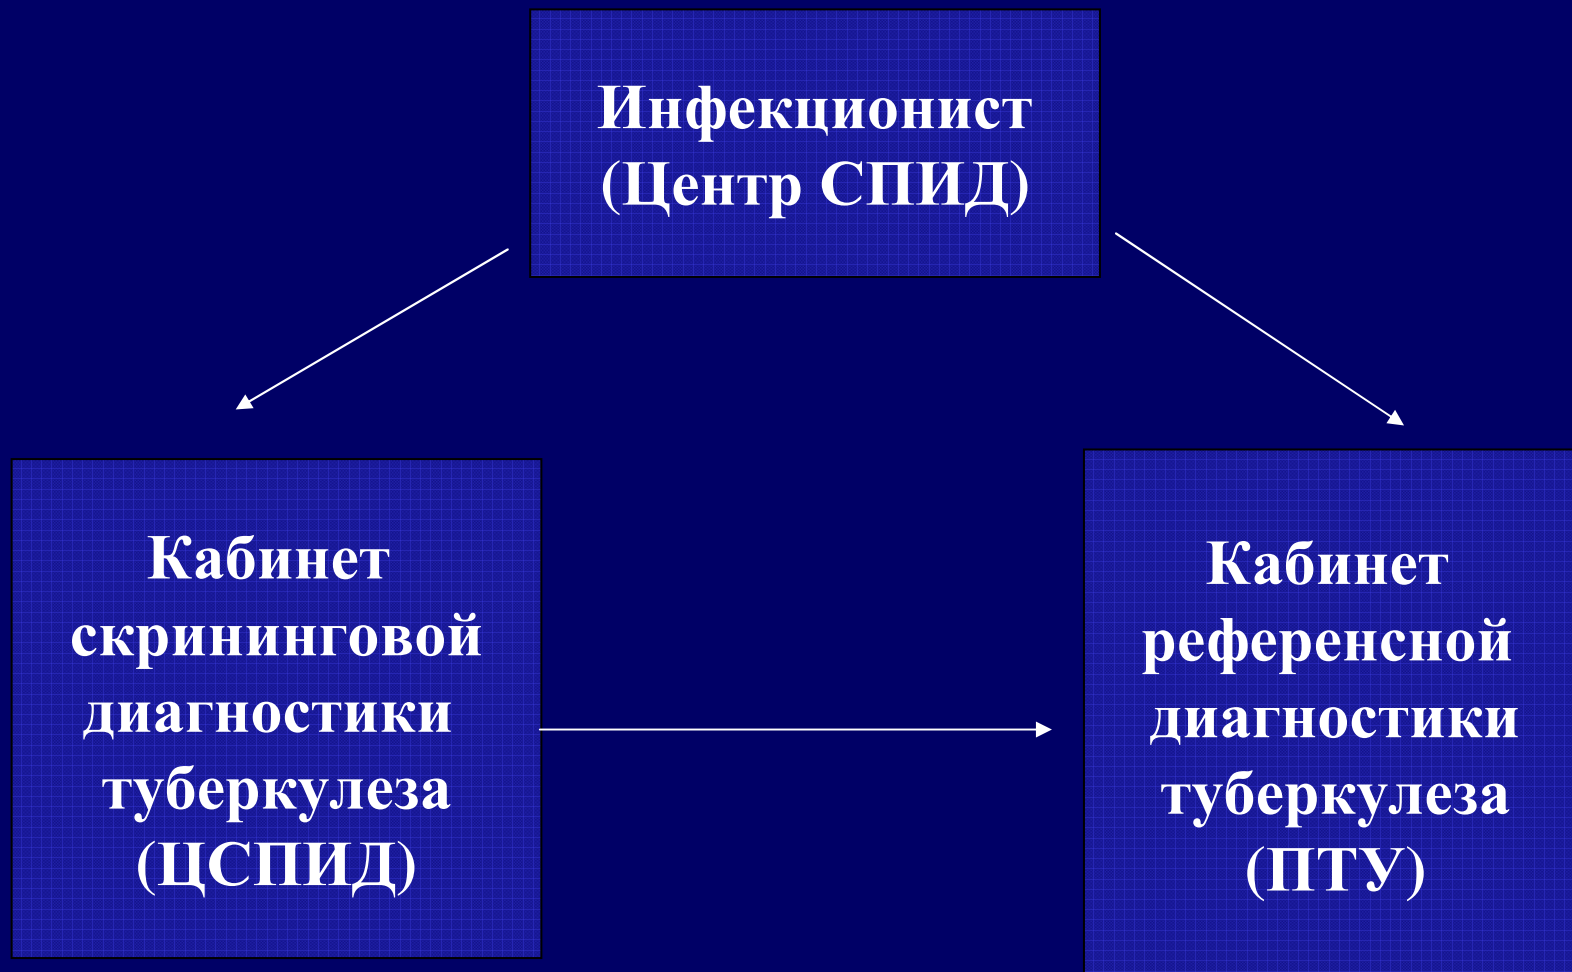 Инфекционист
(Центр СПИД)
Кабинет
скрининговой
диагностики
туберкулеза
(ЦСПИД)
Кабинет
референсной
диагностики
туберкулеза
(ПТУ)